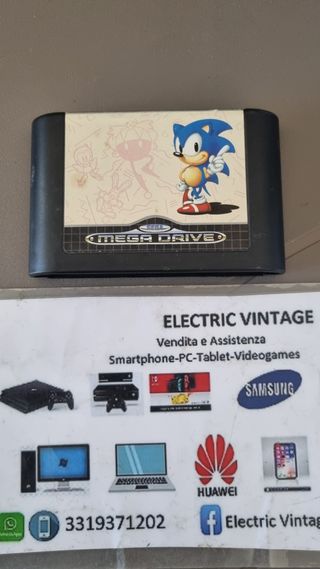 SEGA
MEGA DRIVE
ELECTRIC VINTAGE
Vendita e Assistenza
Smartphone-PC-Tablet-Videogames
SAMSUNG
HUAWEI
3319371202
Electric Vintag